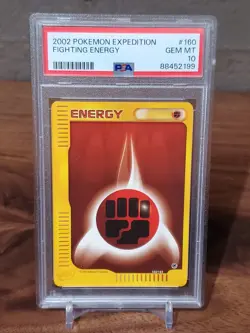 2002 POKEMON EXPEDITION #160
FIGHTING ENERGY GEM MT
10
PSA 88452199
ENERGY